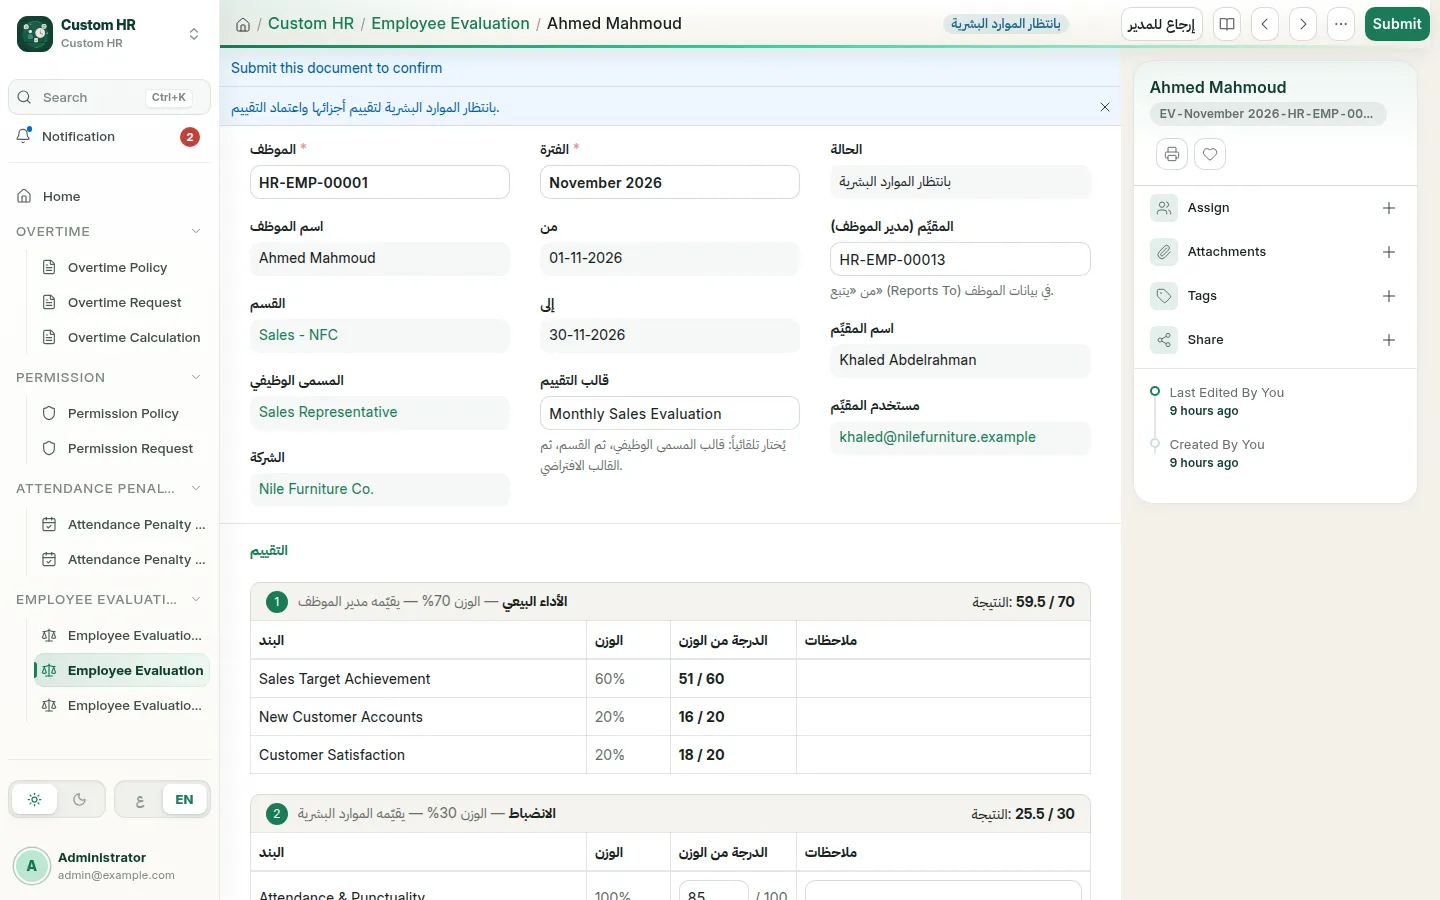 Custom HR
Custom HR
Search Ctrl+K
Notification 2
Home
OVERTIME
Overtime Policy
Overtime Request
Overtime Calculation
PERMISSION
Permission Policy
Permission Request
ATTENDANCE PENAL...
Attendance Penalty ...
Attendance Penalty ...
EMPLOYEE EVALUATI...
Employee Evaluatio...
Employee Evaluation
Employee Evaluatio...
ع EN
A Administrator
admin@example.com
/ Custom HR / Employee Evaluation / Ahmed Mahmoud
بانتظار الموارد البشرية
إرجاع للمدير
Submit
Submit this document to confirm
بانتظار الموارد البشرية لتقييم أجزائها واعتماد التقييم.
الموظف *
HR-EMP-00001
اسم الموظف
Ahmed Mahmoud
القسم
Sales - NFC
المسمى الوظيفي
Sales Representative
الشركة
Nile Furniture Co.
الفترة *
November 2026
من
01-11-2026
إلى
30-11-2026
قالب التقييم
Monthly Sales Evaluation
يُختار تلقائياً: قالب المسمى الوظيفي، ثم القسم، ثم
القالب الافتراضي.
الحالة
بانتظار الموارد البشرية
المقيّم (مدير الموظف)
HR-EMP-00013
من «يتبع» (Reports To) في بيانات الموظف.
اسم المقيّم
Khaled Abdelrahman
مستخدم المقيّم
khaled@nilefurniture.example
التقييم
1 الأداء البيعي — الوزن 70% — يقيّمه مدير الموظف
النتيجة: 59.5 / 70
البند الوزن الدرجة من الوزن ملاحظات
Sales Target Achievement 60% 51 / 60
New Customer Accounts 20% 16 / 20
Customer Satisfaction 20% 18 / 20
2 الانضباط — الوزن 30% — يقيّمه الموارد البشرية
النتيجة: 25.5 / 30
البند الوزن الدرجة من الوزن ملاحظات
Attendance & Punctuality 100% 85 / 100
Ahmed Mahmoud
EV-November 2026-HR-EMP-00...
Assign
Attachments
Tags
Share
Last Edited By You
9 hours ago
Created By You
9 hours ago